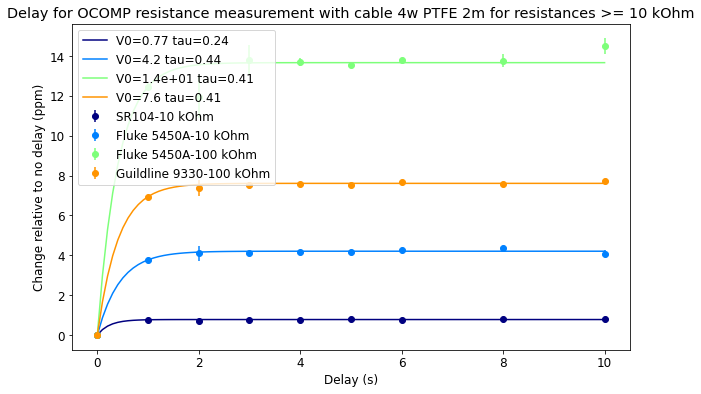 Delay for OCOMP resistance measurement with cable 4w PTFE 2m for resistances >= 10 kOhm
V0=0.77 tau=0.24
V0=4.2 tau=0.44
V0=1.4e+01 tau=0.41
V0=7.6 tau=0.41
SR104-10 kOhm
Fluke 5450A-10 kOhm
Fluke 5450A-100 kOhm
Guildline 9330-100 kOhm
Change relative to no delay (ppm)
14
12
10
8
6
4
2
0
0 2 4 6 8 10
Delay (s)